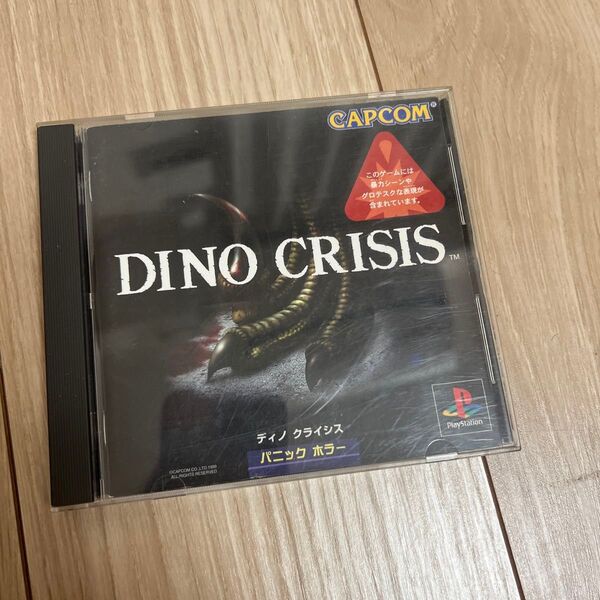 CAPCOM®
このゲームには
暴力シーンや
グロテスクな表現が
含まれています。
DINO CRISIS™
PlayStation
ディノ クライシス
パニック ホラー
©CAPCOM CO.,LTD 1999
ALL RIGHTS RESERVED